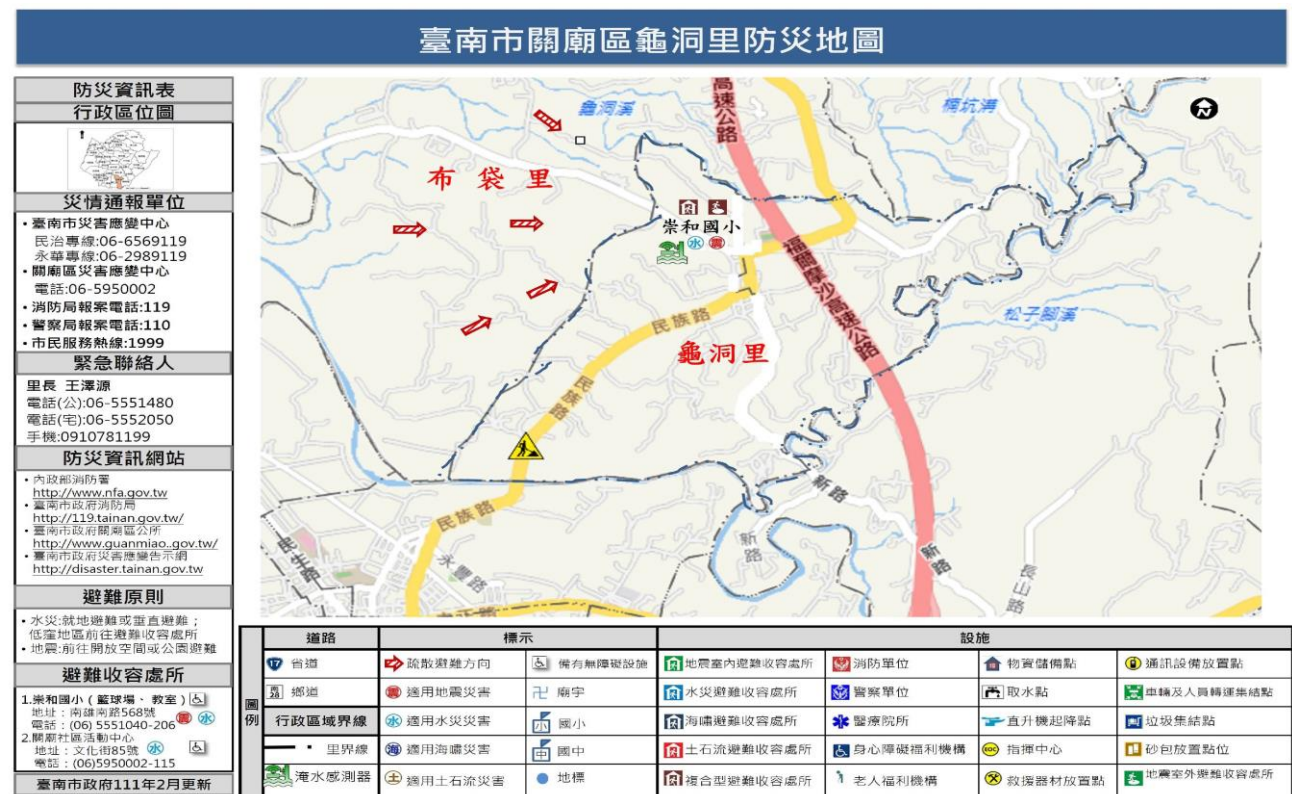 臺南市關廟區龜洞里防災地圖
防災資訊表
行政區位圖
災情通報單位
・臺南市災害應變中心
民治專線:06-6569119
永華專線:06-2989119
・關廟區災害應變中心
電話:06-5950002
・消防局報案電話:119
・警察局報案電話:110
・市民服務熱線:1999
緊急聯絡人
里長 王澤源
電話(公):06-5551480
電話(宅):06-5552050
手機:0910781199
防災資訊網站
・內政部消防署
http://www.nfa.gov.tw
・臺南市政府消防局
http://119.tainan.gov.tw/
・臺南市政府關廟區公所
http://www.guanmiao..gov.tw/
・臺南市政府災害應變告示網
http://disaster.tainan.gov.tw
避難原則
・水災:就地避難或垂直避難；
低窪地區前往避難收容處所
・地震:前往開放空間或公園避難
避難收容處所
1.崇和國小（籃球場、教室）
地址：南雄南路568號
電話：(06) 5551040-206
震 水
2.關廟社區活動中心
地址：文化街85號 水
電話：(06)5950002-115
臺南市政府111年2月更新
高速公路
龜洞溪
楠坑溝
布袋里
崇和國小
水 震
福爾摩沙高速公路
松子腳溪
民族路
龜洞里
民族路
民族路
新路
新路
新路
長山路
民生路
永豐路
中正路
圖例
道路
標示
設施
17 省道
疏散避難方向
備有無障礙設施
地震室內避難收容處所
消防單位
物資儲備點
通訊設備放置點
鄉道
震 適用地震災害
卍 廟宇
水災避難收容處所
警察單位
取水點
車輛及人員轉運集結點
行政區域界線
水 適用水災災害
小 國小
海嘯避難收容處所
醫療院所
直升機起降點
垃圾集結點
里界線
海 適用海嘯災害
中 國中
土石流避難收容處所
身心障礙福利機構
EOC 指揮中心
砂包放置點位
淹水感測器
土 適用土石流災害
地標
複合型避難收容處所
老人福利機構
救援器材放置點
地震室外避難收容處所